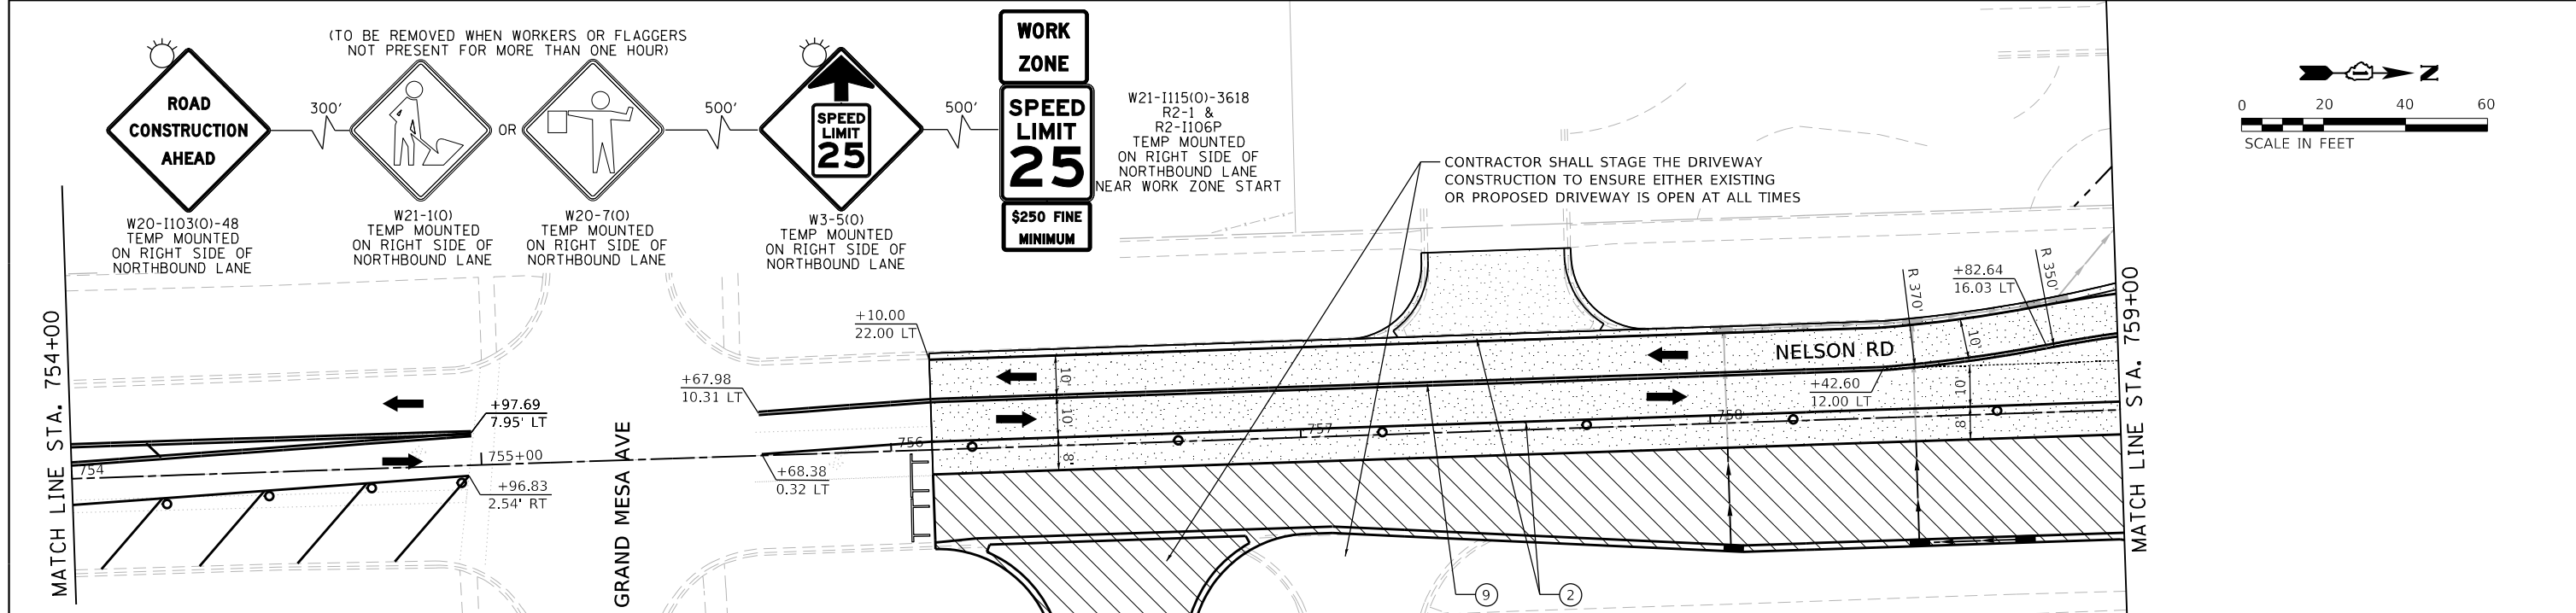 (TO BE REMOVED WHEN WORKERS OR FLAGGERS
NOT PRESENT FOR MORE THAN ONE HOUR)
ROAD
CONSTRUCTION
AHEAD
300'
OR
500'
SPEED
LIMIT
25
500'
WORK
ZONE
SPEED
LIMIT
25
$250 FINE
MINIMUM
W20-I103(O)-48
TEMP MOUNTED
ON RIGHT SIDE OF
NORTHBOUND LANE
W21-1(O)
TEMP MOUNTED
ON RIGHT SIDE OF
NORTHBOUND LANE
W20-7(O)
TEMP MOUNTED
ON RIGHT SIDE OF
NORTHBOUND LANE
W3-5(O)
TEMP MOUNTED
ON RIGHT SIDE OF
NORTHBOUND LANE
W21-I115(O)-3618
R2-1 &
R2-I106P
TEMP MOUNTED
ON RIGHT SIDE OF
NORTHBOUND LANE
NEAR WORK ZONE START
CONTRACTOR SHALL STAGE THE DRIVEWAY
CONSTRUCTION TO ENSURE EITHER EXISTING
OR PROPOSED DRIVEWAY IS OPEN AT ALL TIMES
N
0 20 40 60
SCALE IN FEET
MATCH LINE STA. 754+00
754
+97.69
7.95' LT
755+00
+96.83
2.54' RT
GRAND MESA AVE
+67.98
10.31 LT
+68.38
0.32 LT
+10.00
22.00 LT
756
10'
10'
8'
757
NELSON RD
758
R 370'
+82.64
16.03 LT
R 350'
10'
+42.60
12.00 LT
10'
8'
9
2
MATCH LINE STA. 759+00